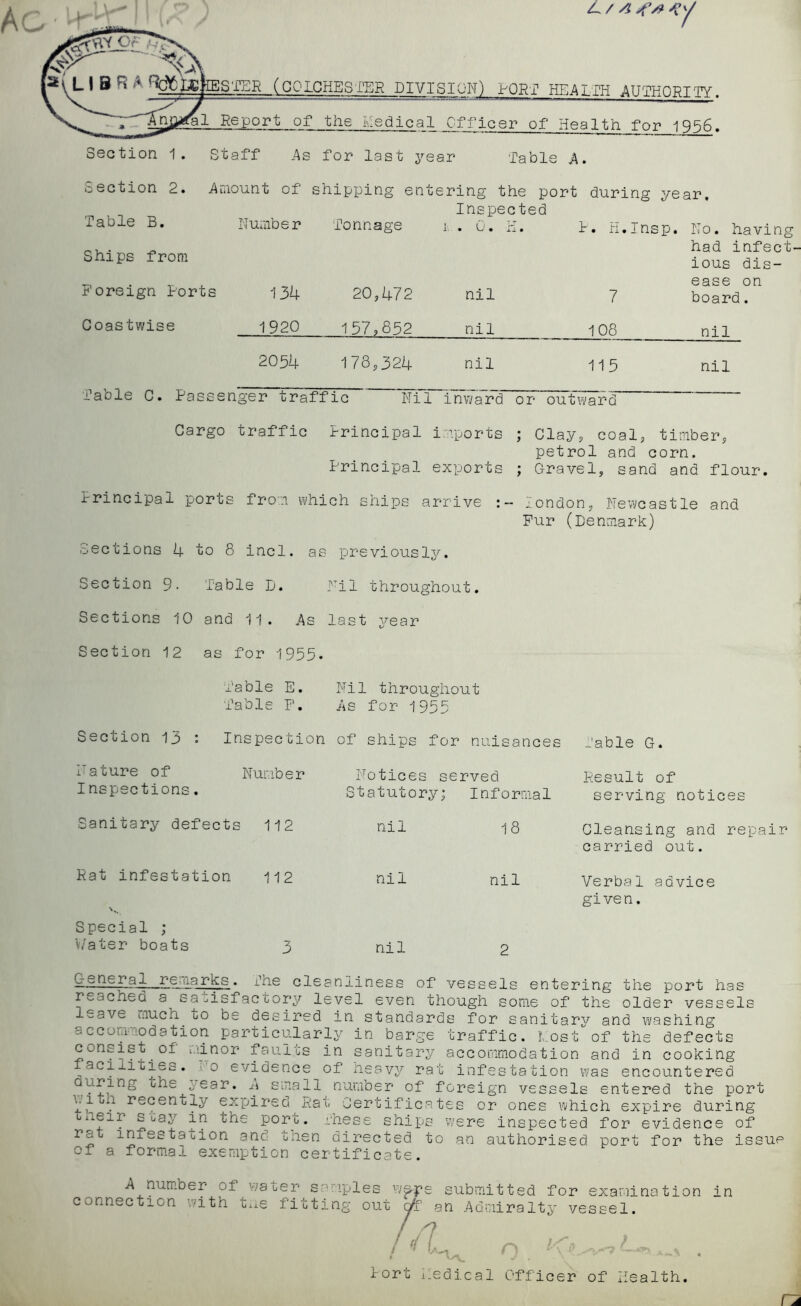 AC
LIBRARY
COLCHESTER (COLCHESTER DIVISION) PORT HEALTH AUTHORITY.
Annual Report of the Medical Officer of Health for 1956.
Section 1. Staff As for last year Table A.
Section 2. Amount of shipping entering the port during year.
Table B. Number Tonnage Inspected M. O. H. P. H.Insp. No. having had infect-ious dis-ease on board.
Ships from
Foreign Ports 134 20,472 nil 7
Coastwise 1920 157,852 nil 108 nil
2054 178,324 nil 115 nil
Table C. Passenger traffic Nil inward or outward
Cargo traffic Principal imports ; Clay, coal, timber,
petrol and corn.
Principal exports ; Gravel, sand and flour.
Principal ports from which ships arrive :- London, Newcastle and
Fur (Denmark)
Sections 4 to 8 incl. as previously.
Section 9. Table D. Nil throughout.
Sections 10 and 11. As last year
Section 12 as for 1955.
Table E. Nil throughout
Table F. As for 1955
Section 13 : Inspection of ships for nuisances Table G.
Nature of Number Notices served Result of
Inspections. Statutory; Informal serving notices
Sanitary defects 112 nil 18 Cleansing and repair
carried out.
Rat infestation 112 nil nil Verbal advice
given.
Special ;
Water boats 3 nil 2
General remarks. The cleanliness of vessels entering the port has
reached a satisfactory level even though some of the older vessels
leave much to be desired in standards for sanitary and washing
accommodation particularly in barge traffic. Most of the defects
consist of minor faults in sanitary accommodation and in cooking
facilities. No evidence of heavy rat infestation was encountered
during the year. A small number of foreign vessels entered the port
with recently expired Rat Certificates or ones which expire during
their stay in the port. These ships were inspected for evidence of
rat infestation and then directed to an authorised port for the issue
of a formal exemption certificate.
A number of water samples were submitted for examination in
connection with the fitting out of an Admiralty vessel.
Port Medical Officer of Health.